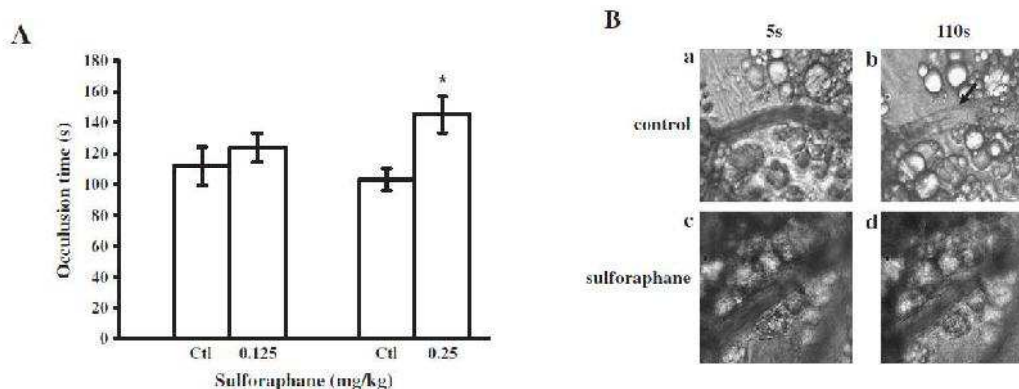 A
Occulusion time (s)
180
160
140
120
100
80
60
40
20
0
*
Ctl 0.125 Ctl 0.25
Sulforaphane (mg/kg)
B
5s 110s
a b
control
c d
sulforaphane